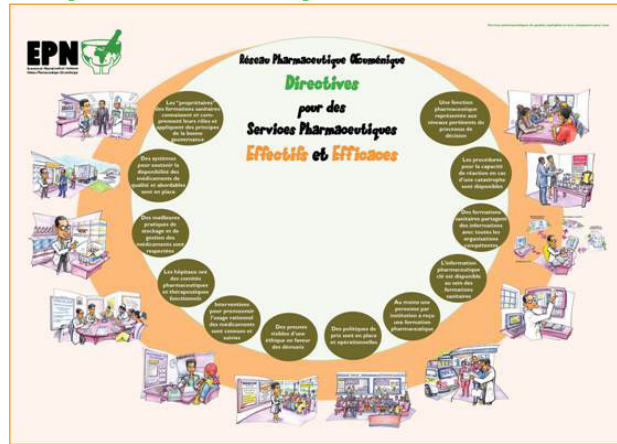 EPN
Réseau Pharmaceutique Œcuménique
Directives
pour des
Services Pharmaceutiques
Effectifs et Efficaces
Les "propriétaires"
des formations sanitaires
connaissent et com-
prennent leurs rôles et
appliquent des principes
de la bonne
gouvernance
Des systèmes
pour soutenir la
disponibilité des
médicaments de
qualité et abordables
sont en place
Des meilleures
pratiques de
stockage et de
gestion des
médicaments sont
respectées
Les hôpitaux ont
des comités
pharmaceutiques
et thérapeutiques
fonctionnels
Interventions
pour promouvoir
l'usage rationnel
des médicaments
sont connues et
suivies
Des preuves
visibles d'une
éthique en faveur
des démunis
Des politiques de
prix sont en place
et opérationnelles
Au moins une
personne par
institution a reçu
une formation
pharmaceutique
L'information
pharmaceutique
clé est disponible
au sein des
formations
sanitaires
Des formations
sanitaires partagent
des informations
avec toutes les
organisations
compétentes
Les procédures
pour la capacité
de réaction en cas
d'une catastrophe
sont disponibles
Une fonction
pharmaceutique
représentée aux
niveaux pertinents du
processus de
décision